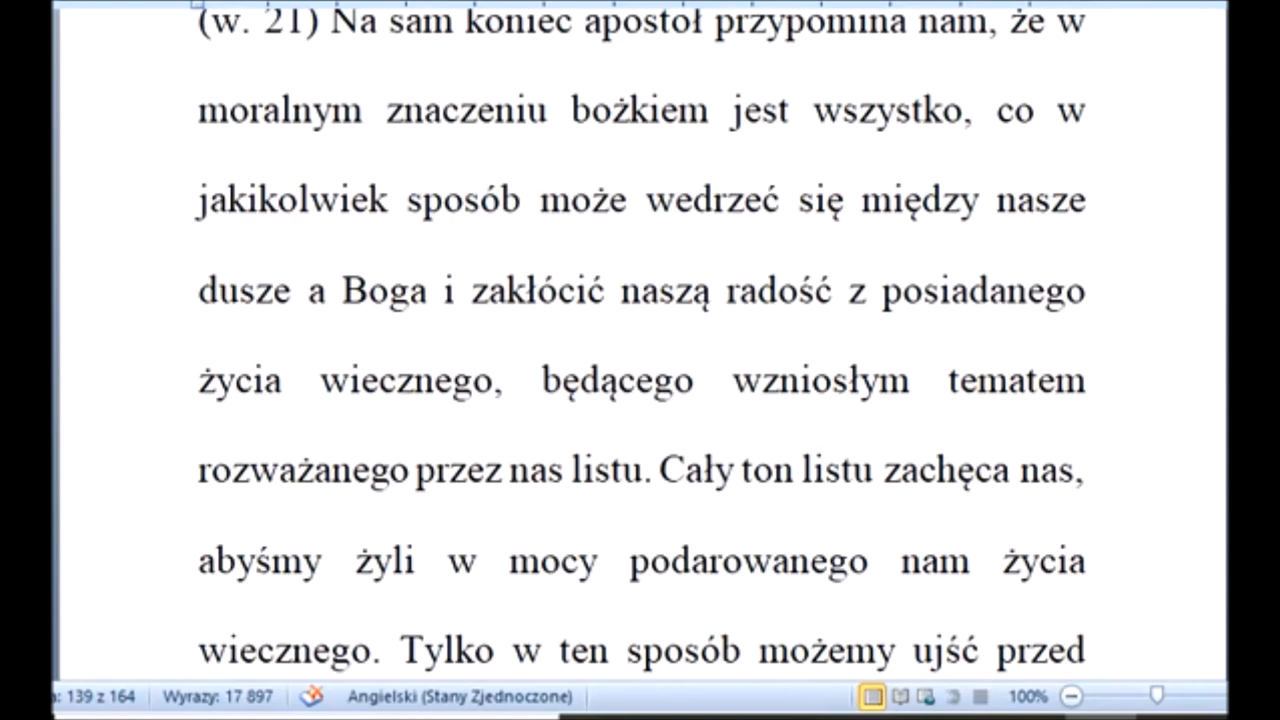 (w. 21) Na sam koniec apostoł przypomina nam, że w
moralnym znaczeniu bożkiem jest wszystko, co w
jakikolwiek sposób może wedrzeć się między nasze
dusze a Boga i zakłócić naszą radość z posiadanego
życia wiecznego, będącego wzniosłym tematem
rozważanego przez nas listu. Cały ton listu zachęca nas,
abyśmy żyli w mocy podarowanego nam życia
wiecznego. Tylko w ten sposób możemy ujść przed
a: 139 z 164 Wyrazy: 17 897 Angielski (Stany Zjednoczone) 100%